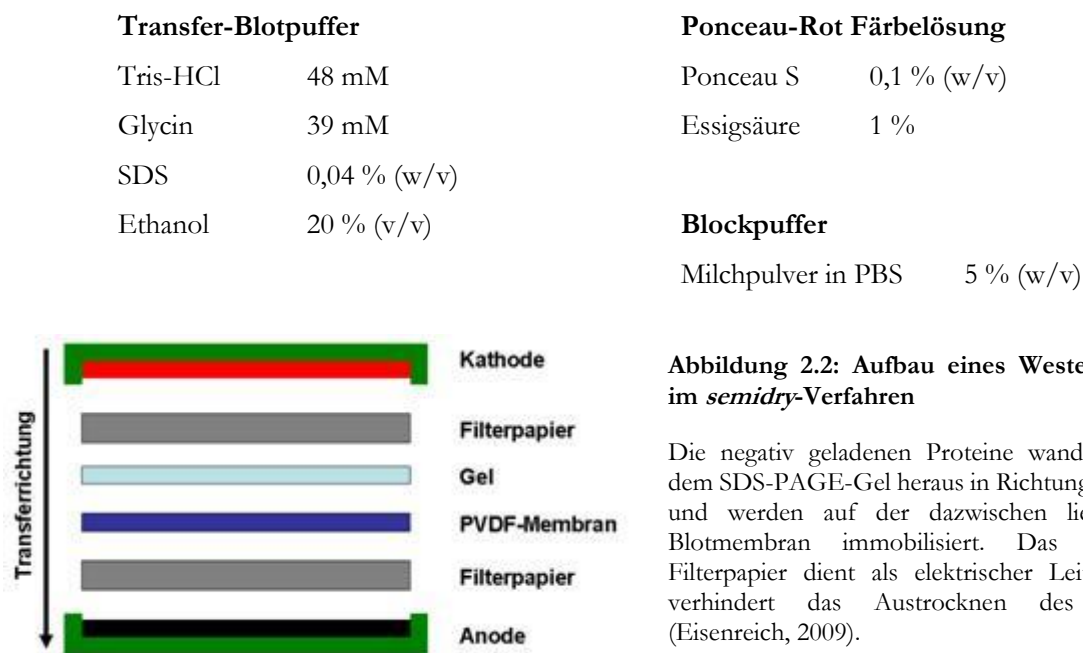 Transfer-Blotpuffer
Tris-HCl 48 mM
Glycin 39 mM
SDS 0,04 % (w/v)
Ethanol 20 % (v/v)
Ponceau-Rot Färbelösung
Ponceau S 0,1 % (w/v)
Essigsäure 1 %
Blockpuffer
Milchpulver in PBS 5 % (w/v)
Transferrichtung
Kathode
Filterpapier
Gel
PVDF-Membran
Filterpapier
Anode
Abbildung 2.2: Aufbau eines Weste
im semidry-Verfahren
Die negativ geladenen Proteine wand
dem SDS-PAGE-Gel heraus in Richtung
und werden auf der dazwischen lie
Blotmembran immobilisiert. Das
Filterpapier dient als elektrischer Lei
verhindert das Austrocknen des
(Eisenreich, 2009).